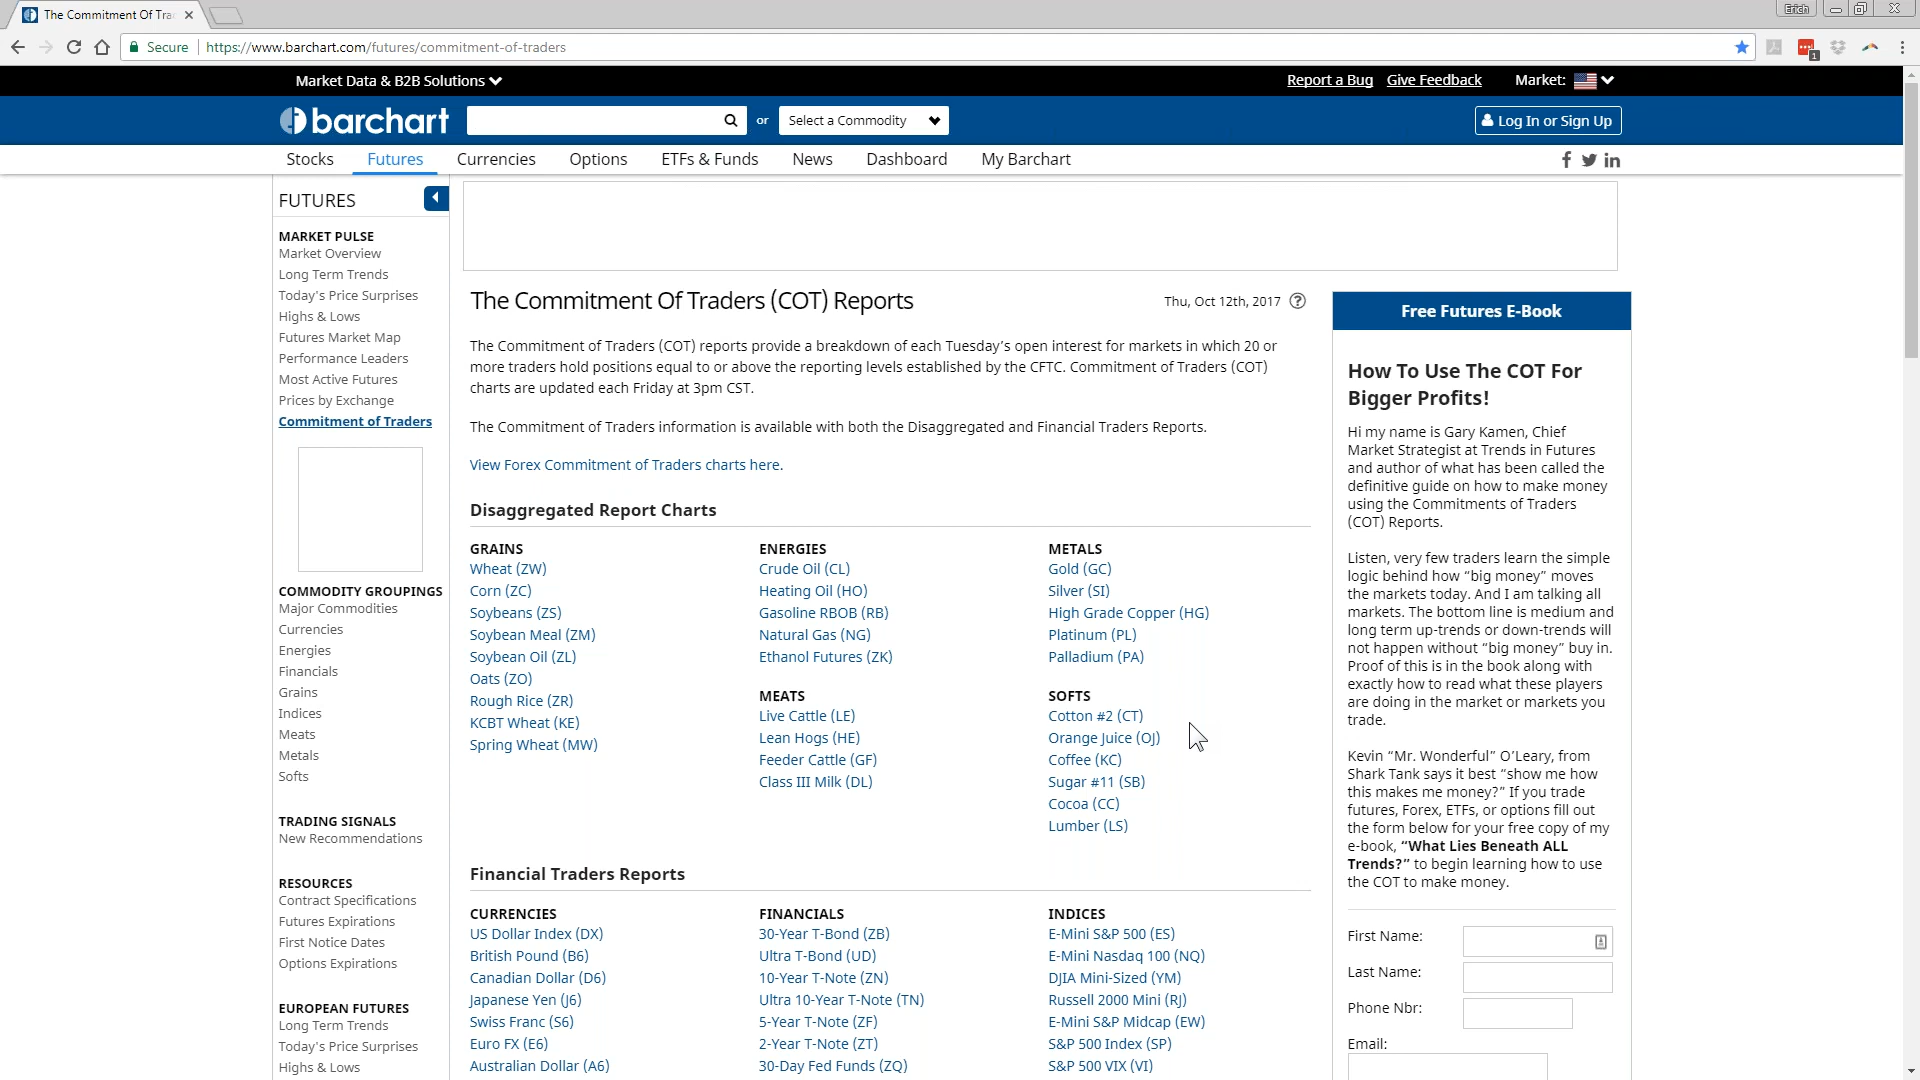 The Commitment Of Tra
Erich
Secure
https://www.barchart.com/futures/commitment-of-traders
1
Market Data & B2B Solutions
Report a Bug
Give Feedback
Market:
barchart
or
Select a Commodity
Log In or Sign Up
Stocks
Futures
Currencies
Options
ETFs & Funds
News
Dashboard
My Barchart
FUTURES
MARKET PULSE
Market Overview
Long Term Trends
Today's Price Surprises
Highs & Lows
Futures Market Map
Performance Leaders
Most Active Futures
Prices by Exchange
Commitment of Traders
COMMODITY GROUPINGS
Major Commodities
Currencies
Energies
Financials
Grains
Indices
Meats
Metals
Softs
TRADING SIGNALS
New Recommendations
RESOURCES
Contract Specifications
Futures Expirations
First Notice Dates
Options Expirations
EUROPEAN FUTURES
Long Term Trends
Today's Price Surprises
Highs & Lows
The Commitment Of Traders (COT) Reports
Thu, Oct 12th, 2017
The Commitment of Traders (COT) reports provide a breakdown of each Tuesday's open interest for markets in which 20 or
more traders hold positions equal to or above the reporting levels established by the CFTC. Commitment of Traders (COT)
charts are updated each Friday at 3pm CST.
The Commitment of Traders information is available with both the Disaggregated and Financial Traders Reports.
View Forex Commitment of Traders charts here.
Disaggregated Report Charts
GRAINS
Wheat (ZW)
Corn (ZC)
Soybeans (ZS)
Soybean Meal (ZM)
Soybean Oil (ZL)
Oats (ZO)
Rough Rice (ZR)
KCBT Wheat (KE)
Spring Wheat (MW)
ENERGIES
Crude Oil (CL)
Heating Oil (HO)
Gasoline RBOB (RB)
Natural Gas (NG)
Ethanol Futures (ZK)
MEATS
Live Cattle (LE)
Lean Hogs (HE)
Feeder Cattle (GF)
Class III Milk (DL)
METALS
Gold (GC)
Silver (SI)
High Grade Copper (HG)
Platinum (PL)
Palladium (PA)
SOFTS
Cotton #2 (CT)
Orange Juice (OJ)
Coffee (KC)
Sugar #11 (SB)
Cocoa (CC)
Lumber (LS)
Financial Traders Reports
CURRENCIES
US Dollar Index (DX)
British Pound (B6)
Canadian Dollar (D6)
Japanese Yen (J6)
Swiss Franc (S6)
Euro FX (E6)
Australian Dollar (A6)
FINANCIALS
30-Year T-Bond (ZB)
Ultra T-Bond (UD)
10-Year T-Note (ZN)
Ultra 10-Year T-Note (TN)
5-Year T-Note (ZF)
2-Year T-Note (ZT)
30-Day Fed Funds (ZQ)
INDICES
E-Mini S&P 500 (ES)
E-Mini Nasdaq 100 (NQ)
DJIA Mini-Sized (YM)
Russell 2000 Mini (RJ)
E-Mini S&P Midcap (EW)
S&P 500 Index (SP)
S&P 500 VIX (VI)
Free Futures E-Book
How To Use The COT For
Bigger Profits!
Hi my name is Gary Kamen, Chief
Market Strategist at Trends in Futures
and author of what has been called the
definitive guide on how to make money
using the Commitments of Traders
(COT) Reports.
Listen, very few traders learn the simple
logic behind how “big money” moves
the markets today. And I am talking all
markets. The bottom line is medium and
long term up-trends or down-trends will
not happen without “big money” buy in.
Proof of this is in the book along with
exactly how to read what these players
are doing in the market or markets you
trade.
Kevin “Mr. Wonderful” O’Leary, from
Shark Tank says it best “show me how
this makes me money?” If you trade
futures, Forex, ETFs, or options fill out
the form below for your free copy of my
e-book, “What Lies Beneath ALL
Trends?” to begin learning how to use
the COT to make money.
First Name:
Last Name:
Phone Nbr:
Email: